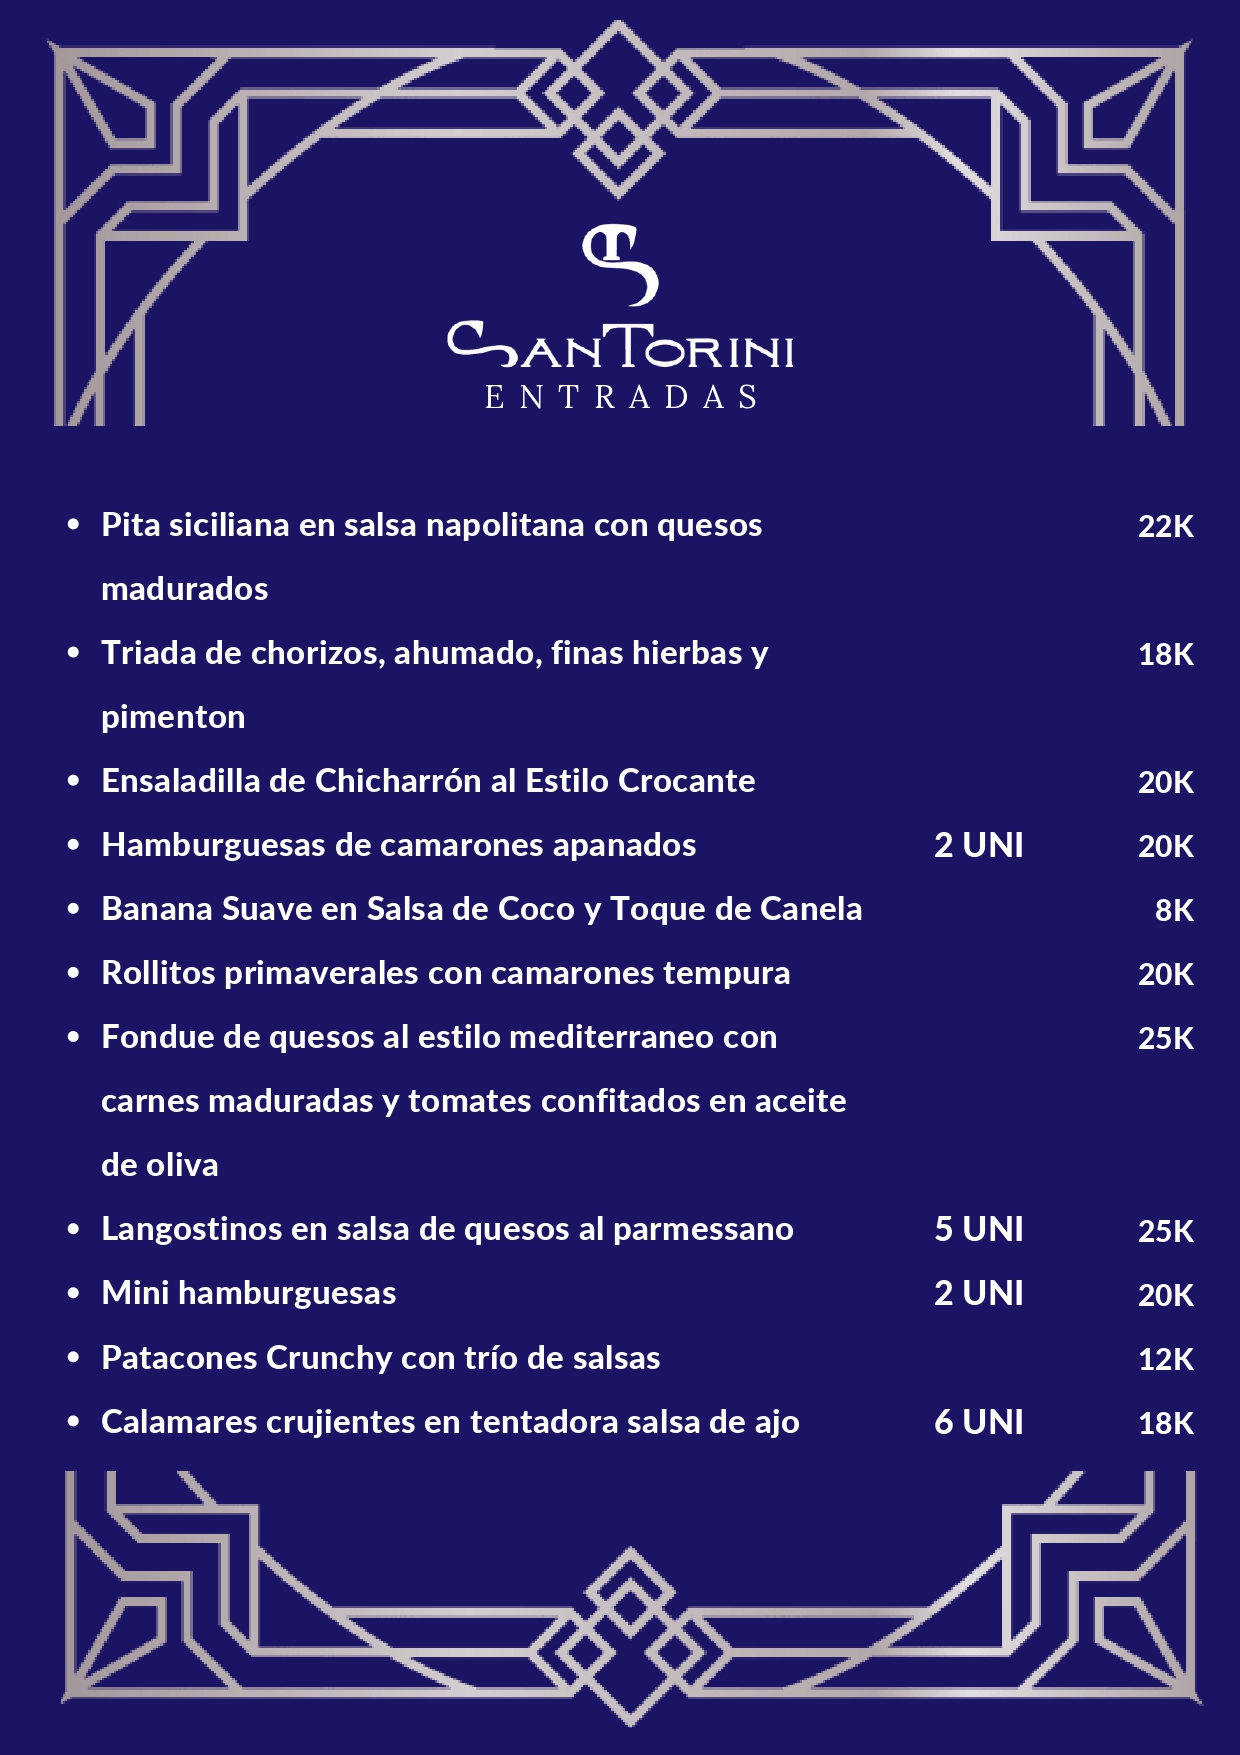 SANTORINI
ENTRADAS
• Pita siciliana en salsa napolitana con quesos 22K
madurados
• Triada de chorizos, ahumado, finas hierbas y 18K
pimenton
• Ensaladilla de Chicharrón al Estilo Crocante 20K
• Hamburguesas de camarones apanados 2 UNI 20K
• Banana Suave en Salsa de Coco y Toque de Canela 8K
• Rollitos primaverales con camarones tempura 20K
• Fondue de quesos al estilo mediterraneo con 25K
carnes maduradas y tomates confitados en aceite
de oliva
• Langostinos en salsa de quesos al parmessano 5 UNI 25K
• Mini hamburguesas 2 UNI 20K
• Patacones Crunchy con trío de salsas 12K
• Calamares crujientes en tentadora salsa de ajo 6 UNI 18K